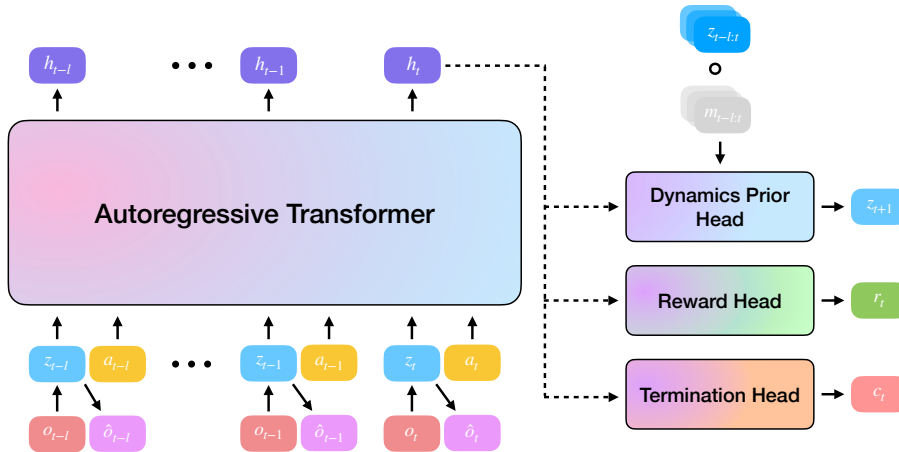 h_{t-l} ••• h_{t-1} h_t
Autoregressive Transformer
z_{t-l} a_{t-l} ••• z_{t-1} a_{t-1} z_t a_t
o_{t-l} ô_{t-l} o_{t-1} ô_{t-1} o_t ô_t
z_{t-l:t}
m_{t-l:t}
Dynamics Prior
Head
z_{t+1}
Reward Head
r_t
Termination Head
c_t